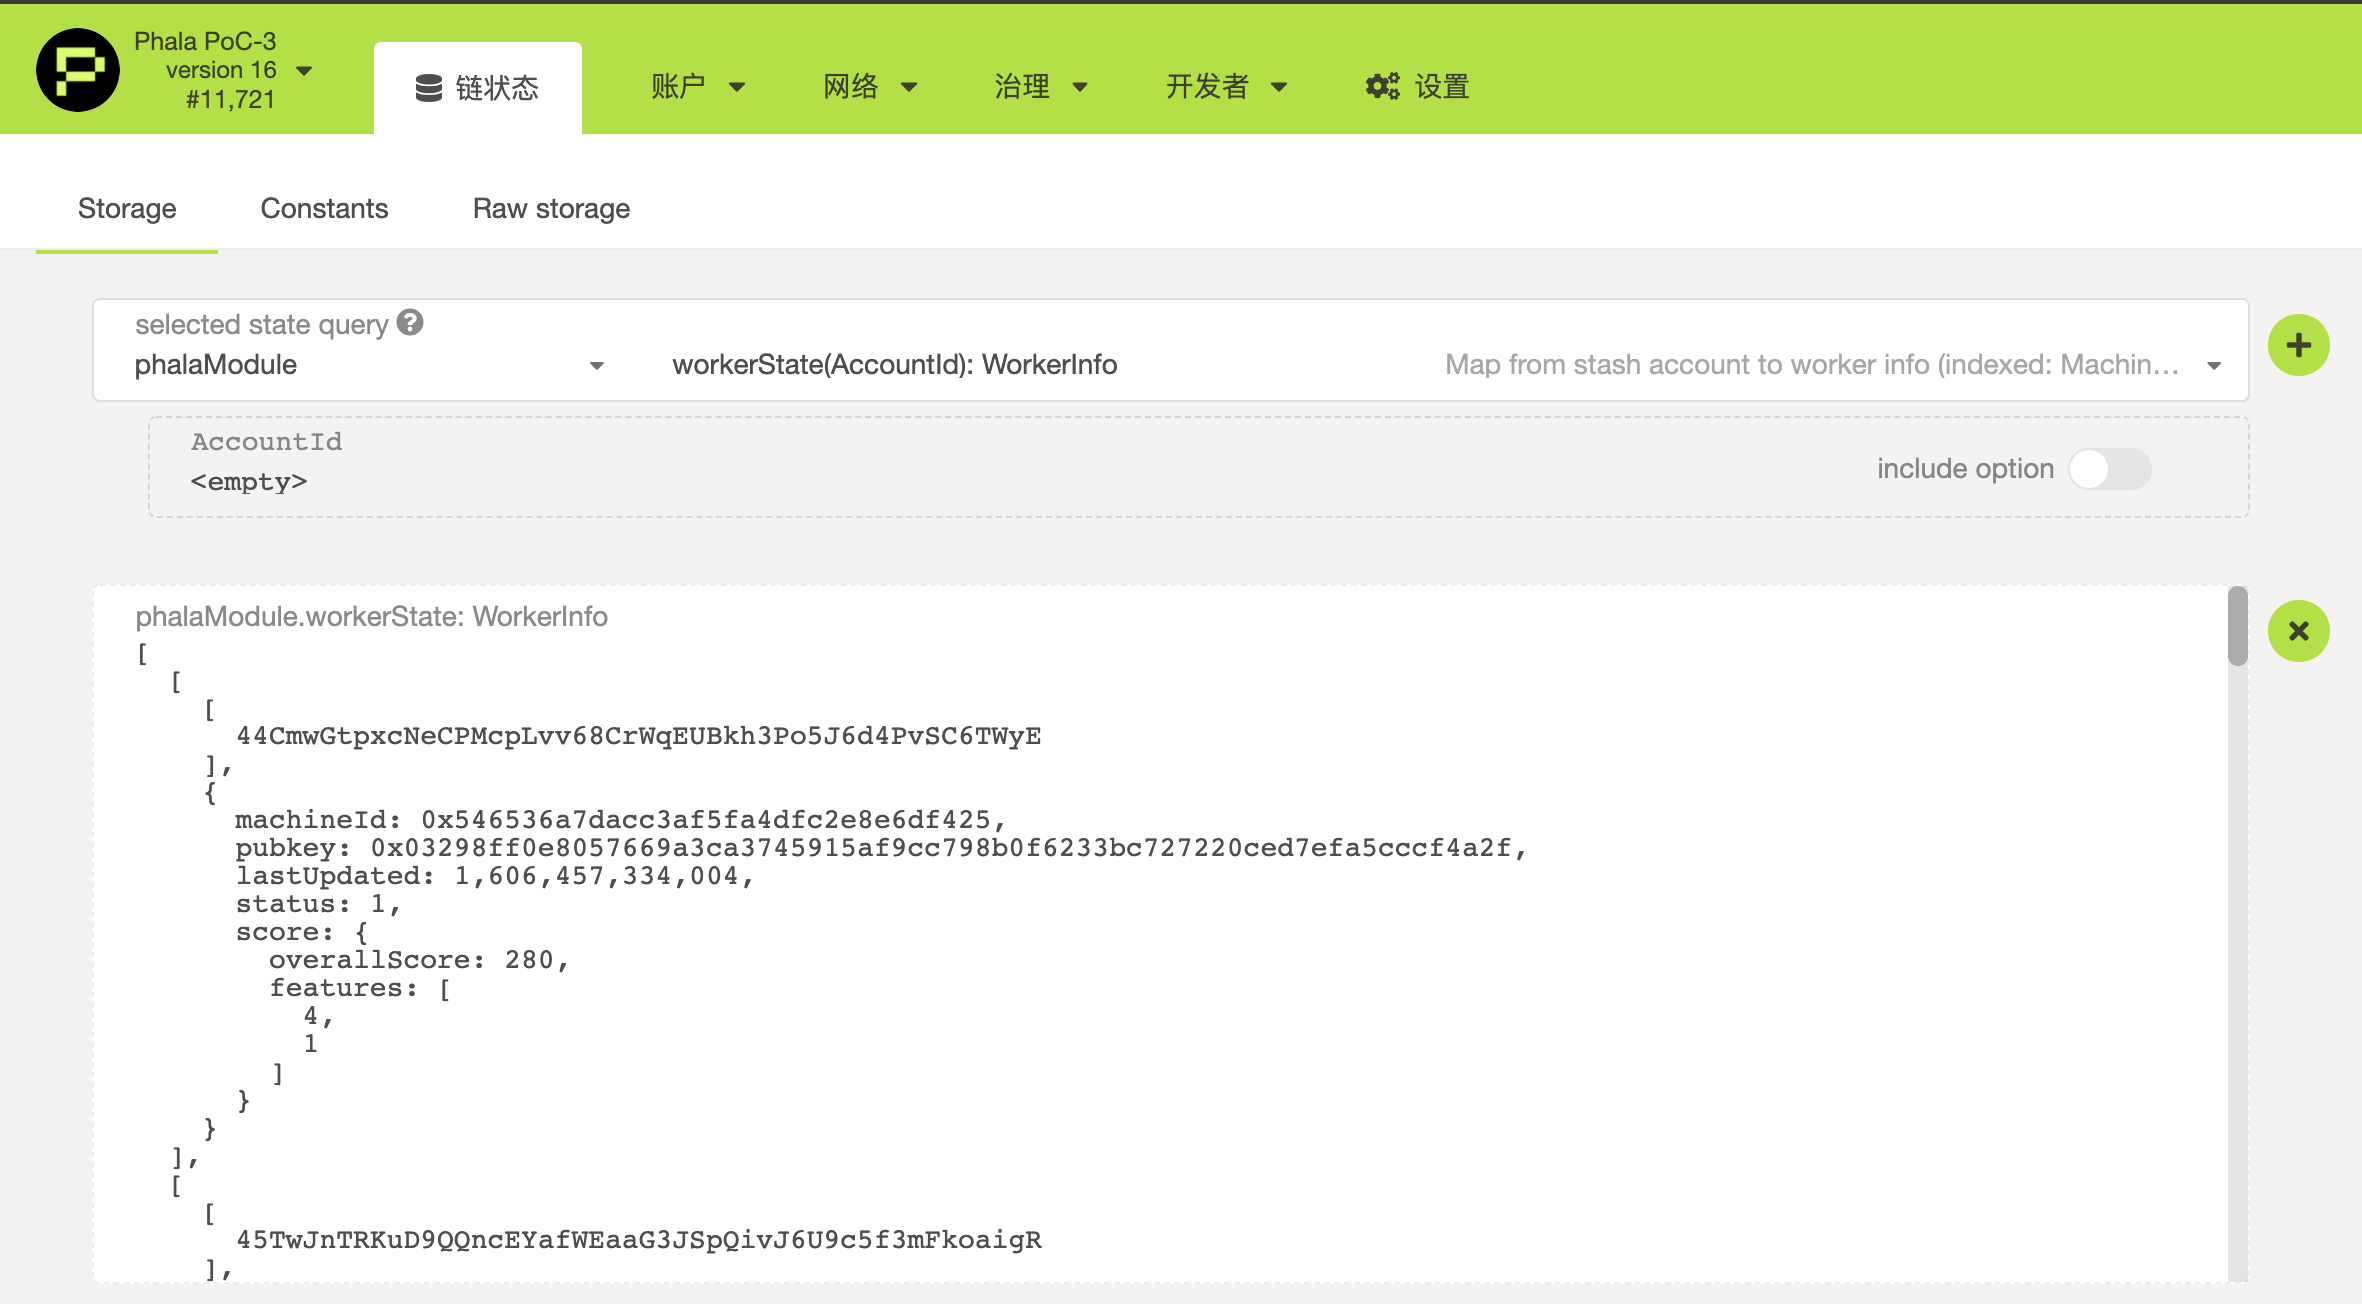 Phala PoC-3
version 16
#11,721
链状态
账户
网络
治理
开发者
设置
Storage
Constants
Raw storage
selected state query
phalaModule
workerState(AccountId): WorkerInfo
Map from stash account to worker info (indexed: Machin...
AccountId
<empty>
include option
phalaModule.workerState: WorkerInfo
[
[
[
44CmwGtpxcNeCPMcpLvv68CrWqEUBkh3Po5J6d4PvSC6TWyE
],
{
machineId: 0x546536a7dacc3af5fa4dfc2e8e6df425,
pubkey: 0x03298ff0e8057669a3ca3745915af9cc798b0f6233bc727220ced7efa5cccf4a2f,
lastUpdated: 1,606,457,334,004,
status: 1,
score: {
overallScore: 280,
features: [
4,
1
]
}
}
],
[
[
45TwJnTRKuD9QQncEYafWEaaG3JSpQivJ6U9c5f3mFkoaigR
],